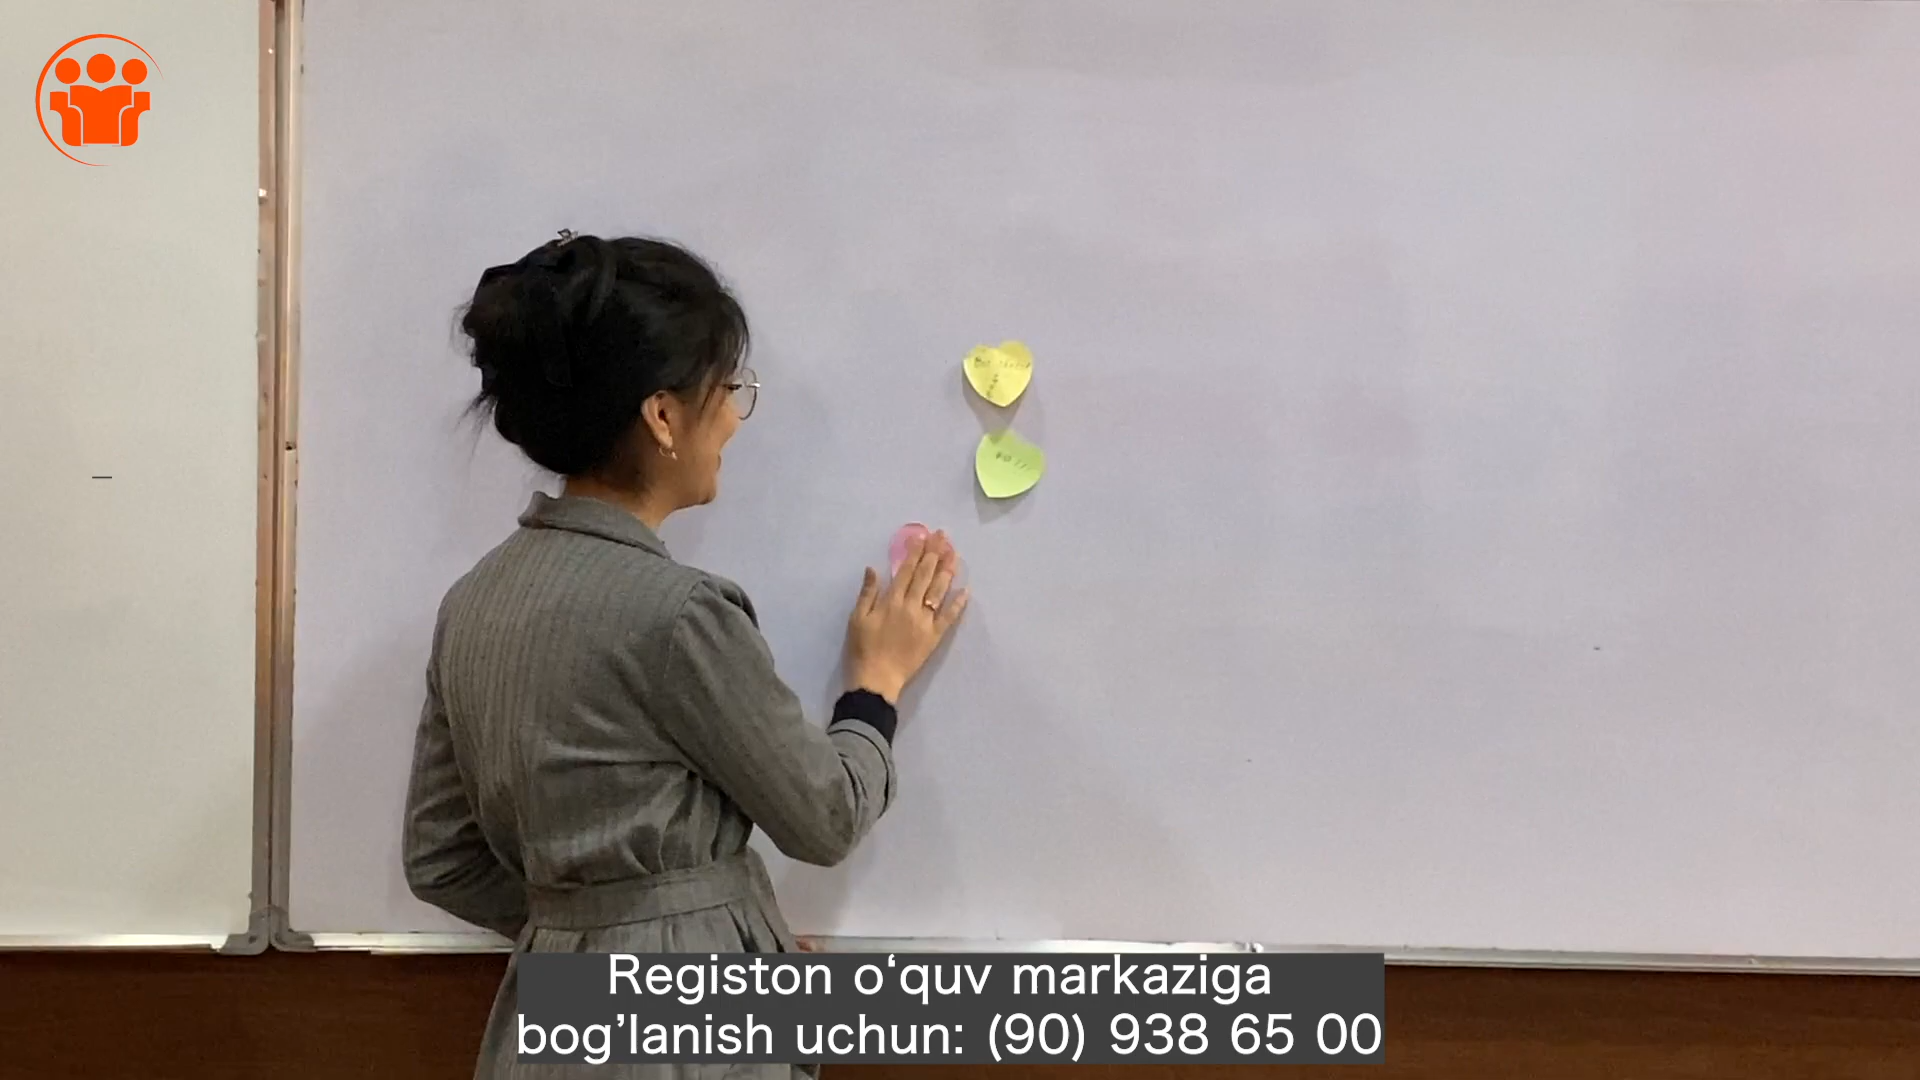 Registon o‘quv markaziga
bog’lanish uchun: (90) 938 65 00